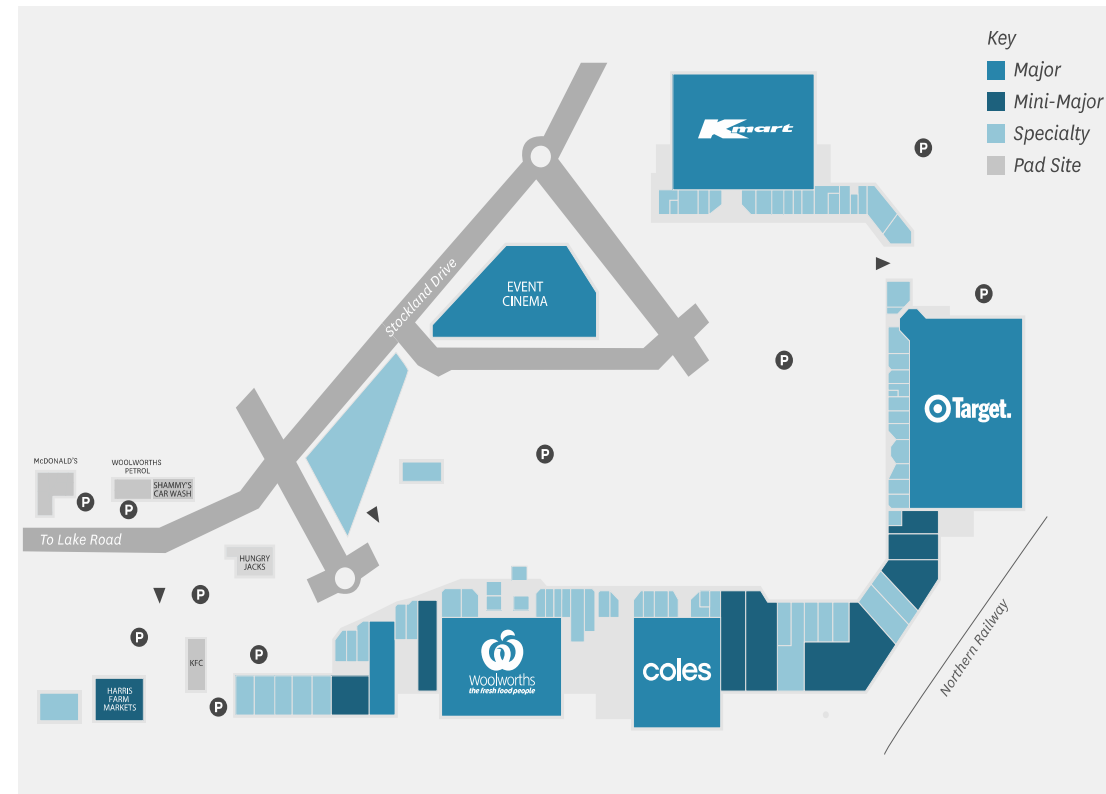 Key
Major
Mini-Major
Specialty
Pad Site
Kmart
P
P
P
P
EVENT
CINEMA
Stockland Drive
Target.
McDONALD'S
WOOLWORTHS
PETROL
SHAMMY'S
CAR WASH
P
P
To Lake Road
HUNGRY
JACKS
P
P
P
P
KFC
HARRIS
FARM
MARKETS
Woolworths
the fresh food people
coles
Northern Railway